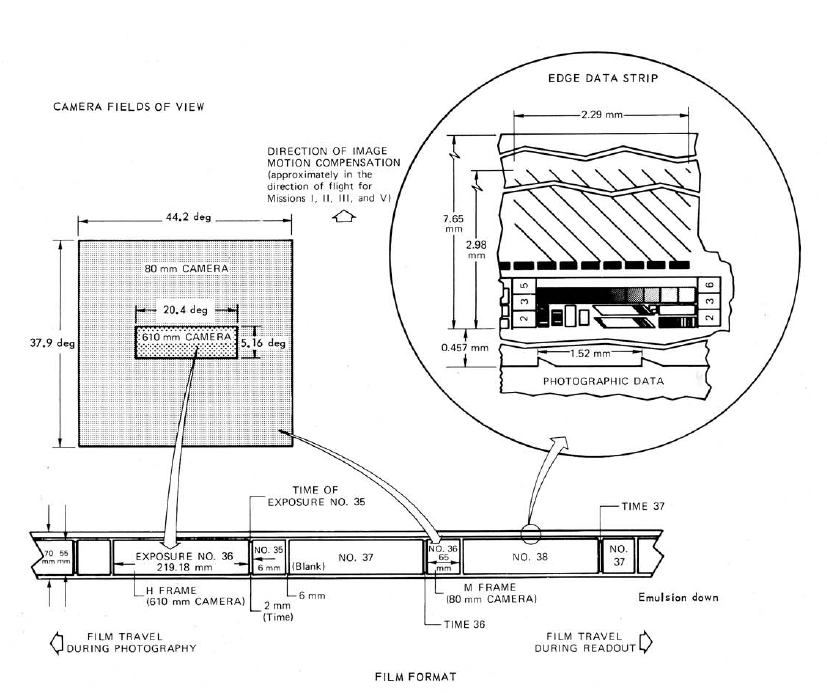 EDGE DATA STRIP
CAMERA FIELDS OF VIEW
2.29 mm
DIRECTION OF IMAGE
MOTION COMPENSATION
(approximately in the
direction of flight for
Missions I, II, III, and V)
44.2 deg
7.65
mm
2.98
mm
80 mm CAMERA
20.4 deg
610 mm CAMERA
5.16 deg
37.9 deg
5
3
2
6
3
2
0.457 mm
1.52 mm
PHOTOGRAPHIC DATA
TIME OF
EXPOSURE NO. 35
TIME 37
70
mm
55
mm
EXPOSURE NO. 36
219.18 mm
NO. 35
6 mm
(Blank)
NO. 37
NO. 36
65
mm
NO. 38
NO.
37
H FRAME
(610 mm CAMERA)
2 mm
(Time)
6 mm
M FRAME
(80 mm CAMERA)
TIME 36
Emulsion down
FILM TRAVEL
DURING PHOTOGRAPHY
FILM TRAVEL
DURING READOUT
FILM FORMAT